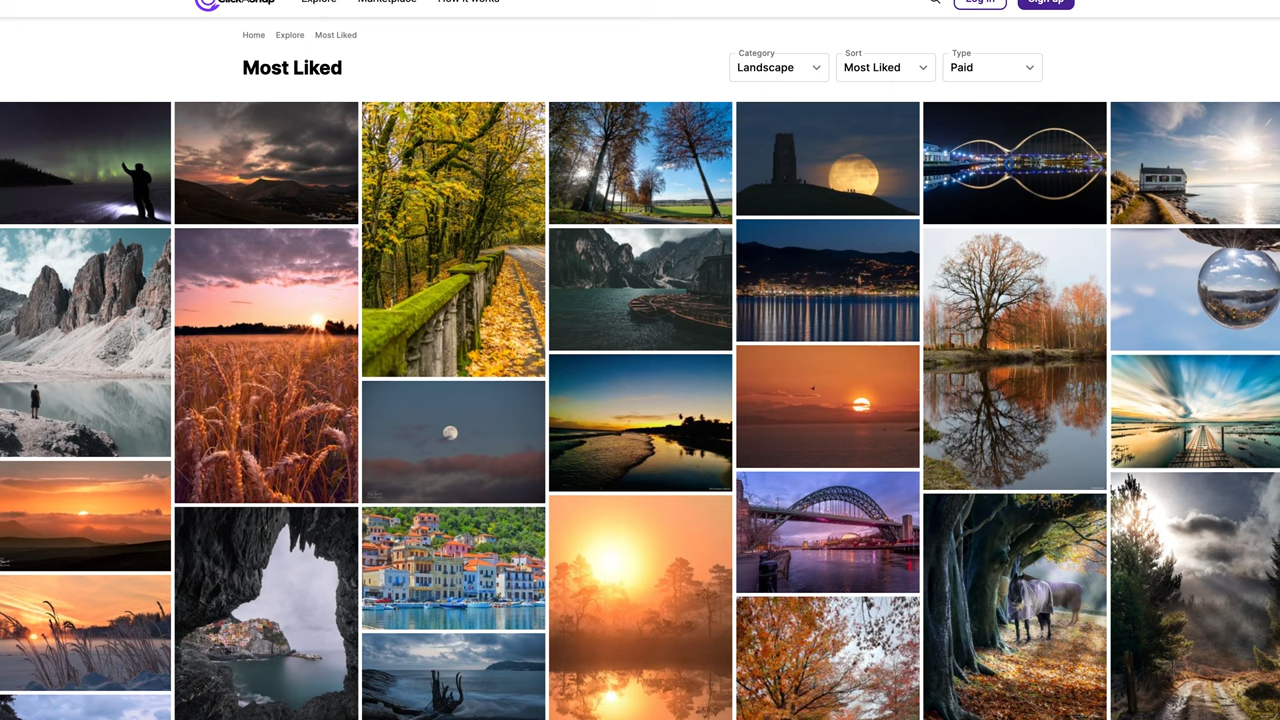 ClickASnap
Explore
Marketplace
How it works
Log in
Sign up
Home
Explore
Most Liked
Most Liked
Category
Landscape
Sort
Most Liked
Type
Paid